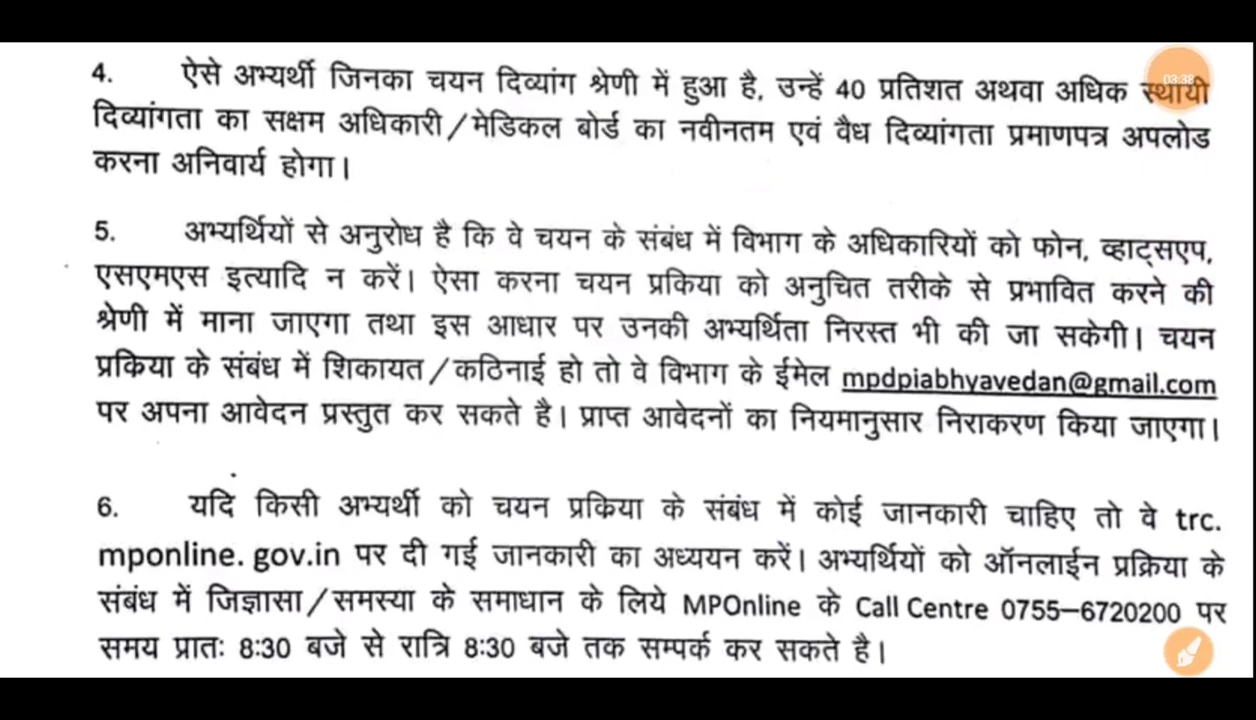 03:38
4. ऐसे अभ्यर्थी जिनका चयन दिव्यांग श्रेणी में हुआ है, उन्हें 40 प्रतिशत अथवा अधिक स्थायी
दिव्यांगता का सक्षम अधिकारी/मेडिकल बोर्ड का नवीनतम एवं वैध दिव्यांगता प्रमाणपत्र अपलोड
करना अनिवार्य होगा।
5. अभ्यर्थियों से अनुरोध है कि वे चयन के संबंध में विभाग के अधिकारियों को फोन, व्हाट्सएप,
एसएमएस इत्यादि न करें। ऐसा करना चयन प्रकिया को अनुचित तरीके से प्रभावित करने की
श्रेणी में माना जाएगा तथा इस आधार पर उनकी अभ्यर्थिता निरस्त भी की जा सकेगी। चयन
प्रकिया के संबंध में शिकायत/कठिनाई हो तो वे विभाग के ईमेल mpdpiabhyavedan@gmail.com
पर अपना आवेदन प्रस्तुत कर सकते है। प्राप्त आवेदनों का नियमानुसार निराकरण किया जाएगा।
6. यदि किसी अभ्यर्थी को चयन प्रकिया के संबंध में कोई जानकारी चाहिए तो वे trc.
mponline. gov.in पर दी गई जानकारी का अध्ययन करें। अभ्यर्थियों को ऑनलाईन प्रक्रिया के
संबंध में जिज्ञासा/समस्या के समाधान के लिये MPOnline के Call Centre 0755–6720200 पर
समय प्रातः 8:30 बजे से रात्रि 8:30 बजे तक सम्पर्क कर सकते है।